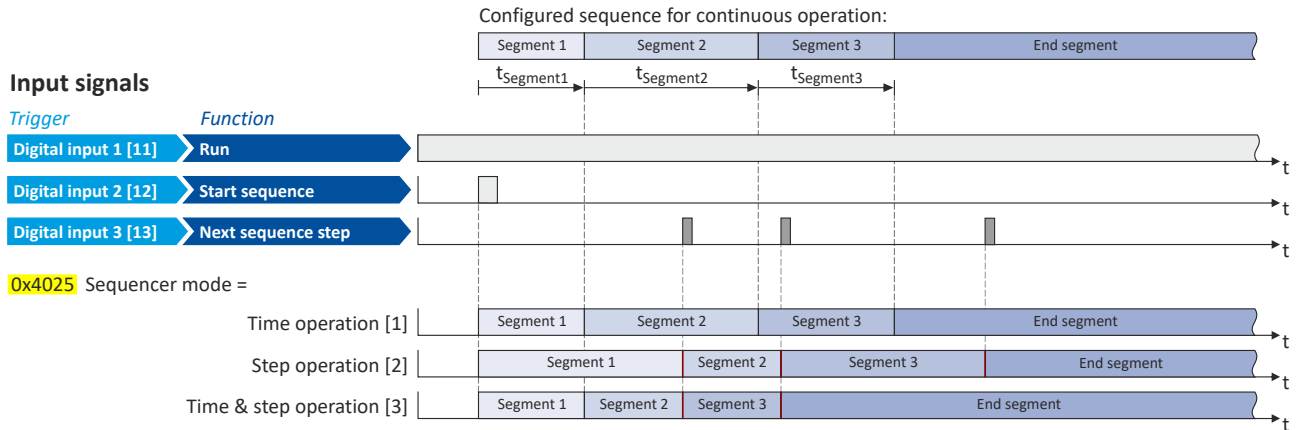 Configured sequence for continuous operation:
Segment 1 Segment 2 Segment 3 End segment
tSegment1 tSegment2 tSegment3
Input signals
Trigger Function
Digital input 1 [11] Run
t
Digital input 2 [12] Start sequence
t
Digital input 3 [13] Next sequence step
t
0x4025 Sequencer mode =
Time operation [1] Segment 1 Segment 2 Segment 3 End segment
t
Step operation [2] Segment 1 Segment 2 Segment 3 End segment
t
Time & step operation [3] Segment 1 Segment 2 Segment 3 End segment
t